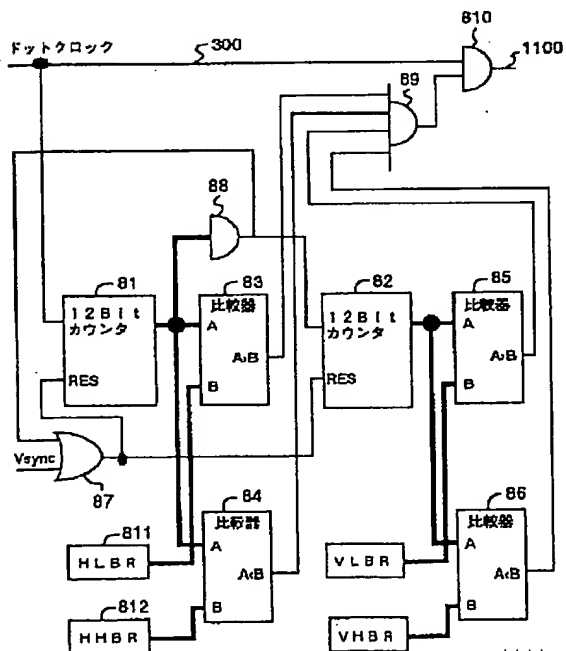 810
ドットクロック
300
1100
89
88
81
83
82
85
12Bit
カウンタ
RES
比較器
A
B
A>B
12Bit
カウンタ
RES
比較器
A
B
A>B
Vsync
87
84
86
比較器
A
B
A<B
比較器
A
B
A<B
811
HLBR
812
HHBR
VLBR
VHBR